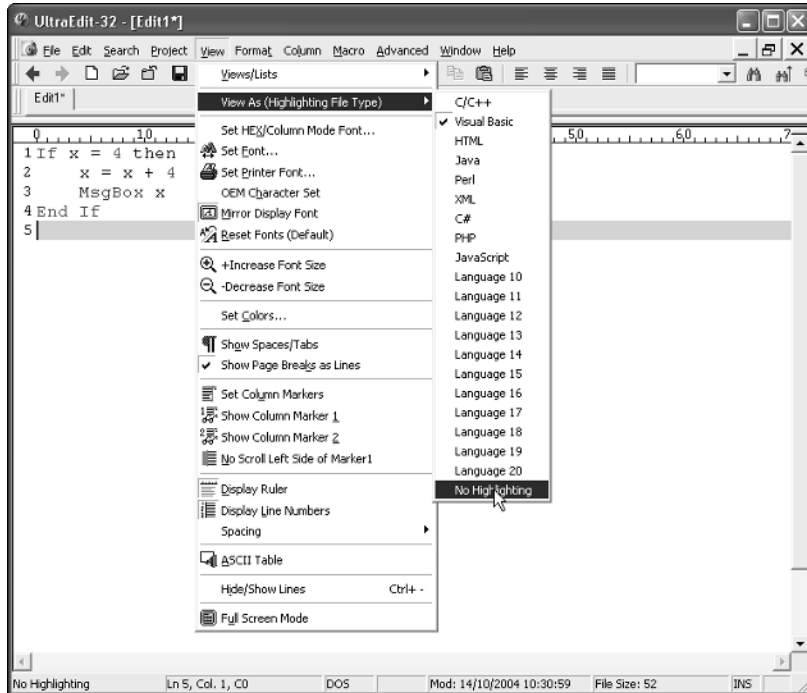 UltraEdit-32 - [Edit1*]
File Edit Search Project View Format Column Macro Advanced Window Help
Edit1*
0 10 50 60 7
1 If x = 4 then
2 x = x + 4
3 MsgBox x
4 End If
5
Views/Lists
View As (Highlighting File Type)
Set HEX/Column Mode Font...
Set Font...
Set Printer Font...
OEM Character Set
Mirror Display Font
Reset Fonts (Default)
+Increase Font Size
-Decrease Font Size
Set Colors...
Show Spaces/Tabs
Show Page Breaks as Lines
Set Column Markers
Show Column Marker 1
Show Column Marker 2
No Scroll Left Side of Marker1
Display Ruler
Display Line Numbers
Spacing
ASCII Table
Hide/Show Lines Ctrl+ -
Full Screen Mode
C/C++
Visual Basic
HTML
Java
Perl
XML
C#
PHP
JavaScript
Language 10
Language 11
Language 12
Language 13
Language 14
Language 15
Language 16
Language 17
Language 18
Language 19
Language 20
No Highlighting
No Highlighting Ln 5, Col. 1, C0 DOS Mod: 14/10/2004 10:30:59 File Size: 52 INS